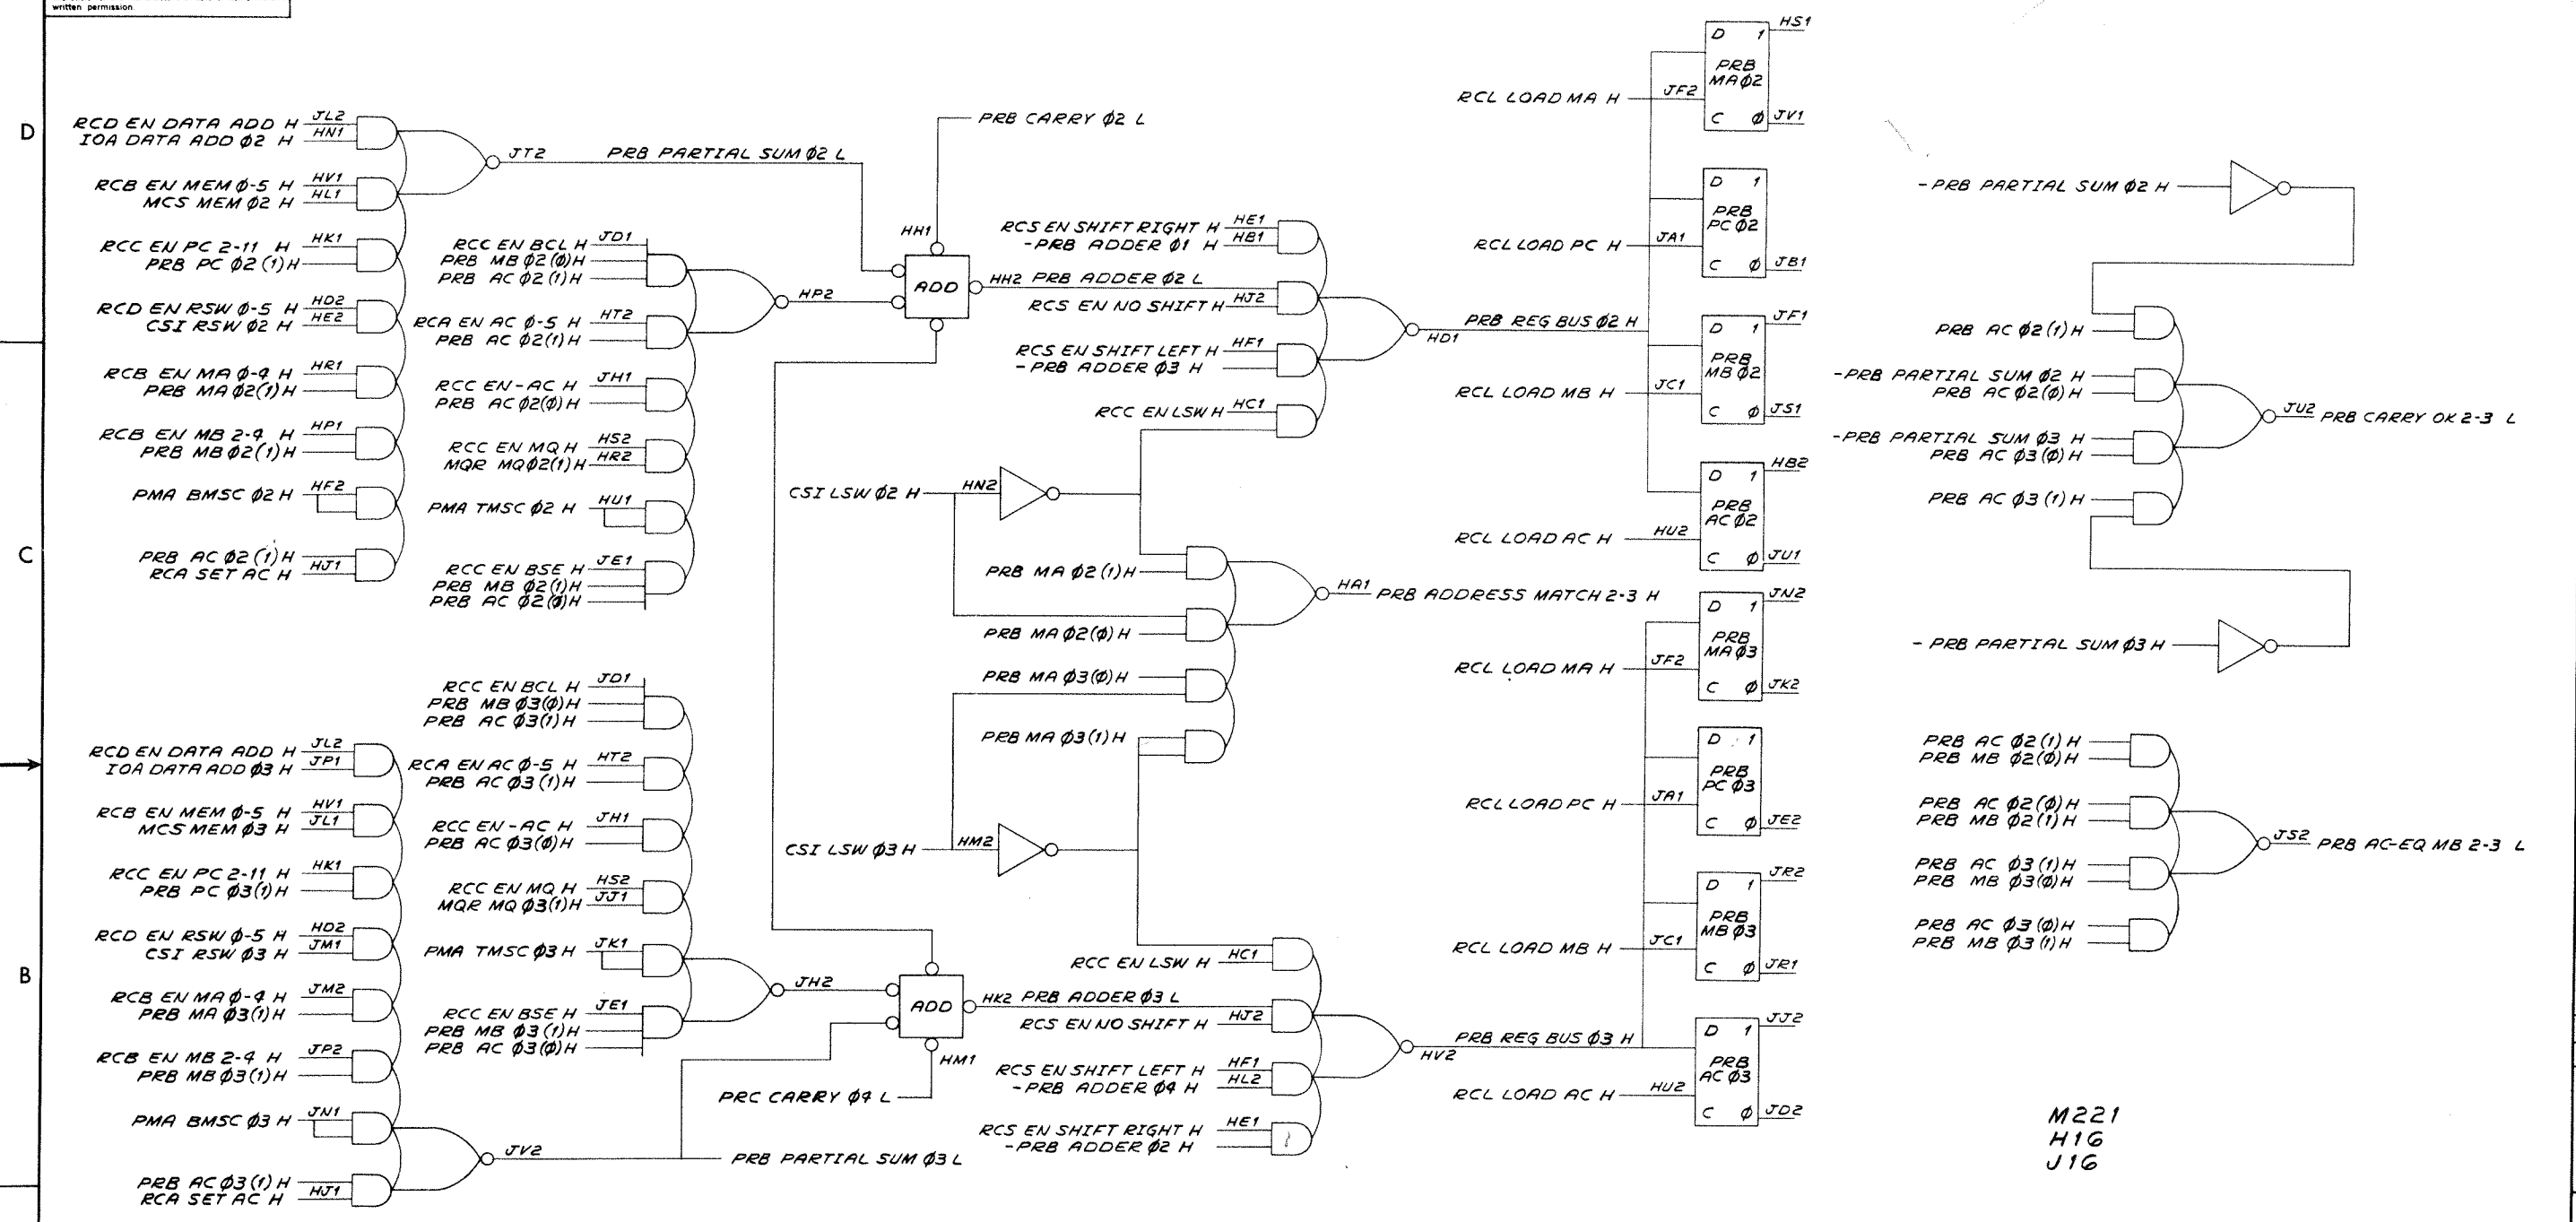 written permission.
D
C
B
RCD EN DATA ADD H JL2
IOA DATA ADD Ø2 H HN1
RCB EN MEM Ø-5 H HV1
MCS MEM Ø2 H HL1
RCC EN PC 2-11 H HK1
PRB PC Ø2(1)H
RCD EN RSW Ø-5 H HD2
CSI RSW Ø2 H HE2
RCB EN MA Ø-4 H HR1
PRB MA Ø2(1)H
RCB EN MB 2-4 H HP1
PRB MB Ø2(1)H
PMA BMSC Ø2 H HF2
PRB AC Ø2(1)H
RCA SET AC H HJ1
JT2 PRB PARTIAL SUM Ø2 L
RCC EN BCL H JD1
PRB MB Ø2(Ø)H
PRB AC Ø2(1)H
RCA EN AC Ø-5 H HT2
PRB AC Ø2(1)H
RCC EN-AC H JH1
PRB AC Ø2(Ø)H
RCC EN MQ H HS2
MQR MQØ2(1)H HR2
PMA TMSC Ø2 H HU1
RCC EN BSE H JE1
PRB MB Ø2(1)H
PRB AC Ø2(Ø)H
HP2
PRB CARRY Ø2 L
HH1
ADD
HH2 PRB ADDER Ø2 L
RCS EN SHIFT RIGHT H HE1
-PRB ADDER Ø1 H HB1
RCS EN NO SHIFT H HJ2
RCS EN SHIFT LEFT H HF1
-PRB ADDER Ø3 H
RCC EN LSW H HC1
HD1
PRB REG BUS Ø2 H
CSI LSW Ø2 H HN2
PRB MA Ø2(1)H
PRB MA Ø2(Ø)H
PRB MA Ø3(Ø)H
PRB MA Ø3(1)H
HA1 PRB ADDRESS MATCH 2-3 H
CSI LSW Ø3 H HM2
RCL LOAD MA H JF2
D 1
PRB
MAØ2
C Ø
HS1
JV1
RCL LOAD PC H JA1
D 1
PRB
PC Ø2
C Ø
JB1
RCL LOAD MB H JC1
D 1
PRB
MB Ø2
C Ø
JF1
JS1
RCL LOAD AC H HU2
D 1
PRB
AC Ø2
C Ø
HB2
JU1
RCL LOAD MA H JF2
D 1
PRB
MAØ3
C Ø
JN2
JK2
RCL LOAD PC H JA1
D 1
PRB
PC Ø3
C Ø
JE2
RCL LOAD MB H JC1
D 1
PRB
MB Ø3
C Ø
JR2
JR1
RCL LOAD AC H HU2
D 1
PRB
AC Ø3
C Ø
JJ2
JD2
RCD EN DATA ADD H JL2
IOA DATA ADD Ø3 H JP1
RCB EN MEM Ø-5 H HV1
MCS MEM Ø3 H JL1
RCC EN PC 2-11 H HK1
PRB PC Ø3(1)H
RCD EN RSW Ø-5 H HD2
CSI RSW Ø3 H JM1
RCB EN MA Ø-4 H JM2
PRB MA Ø3(1)H
RCB EN MB 2-4 H JP2
PRB MB Ø3(1)H
PMA BMSC Ø3 H JN1
PRB AC Ø3(1)H
RCA SET AC H HJ1
JV2
PRB PARTIAL SUM Ø3 L
RCC EN BCL H JD1
PRB MB Ø3(Ø)H
PRB AC Ø3(1)H
RCA EN AC Ø-5 H HT2
PRB AC Ø3(1)H
RCC EN-AC H JH1
PRB AC Ø3(Ø)H
RCC EN MQ H HS2
MQR MQ Ø3(1)H JJ1
PMA TMSC Ø3 H JK1
RCC EN BSE H JE1
PRB MB Ø3(1)H
PRB AC Ø3(Ø)H
JH2
ADD
HM1
PRC CARRY Ø4 L
HK2 PRB ADDER Ø3 L
RCC EN LSW H HC1
RCS EN NO SHIFT H HJ2
RCS EN SHIFT LEFT H HF1
-PRB ADDER Ø4 H HL2
RCS EN SHIFT RIGHT H HE1
-PRB ADDER Ø2 H
HV2
PRB REG BUS Ø3 H
-PRB PARTIAL SUM Ø2 H
PRB AC Ø2(1)H
-PRB PARTIAL SUM Ø2 H
PRB AC Ø2(Ø)H
-PRB PARTIAL SUM Ø3 H
PRB AC Ø3(Ø)H
PRB AC Ø3(1)H
JU2 PRB CARRY OK 2-3 L
- PRB PARTIAL SUM Ø3 H
PRB AC Ø2(1)H
PRB MB Ø2(Ø)H
PRB AC Ø2(Ø)H
PRB MB Ø2(1)H
PRB AC Ø3(1)H
PRB MB Ø3(Ø)H
PRB AC Ø3(Ø)H
PRB MB Ø3(1)H
JS2 PRB AC-EQ MB 2-3 L
M221
H16
J16